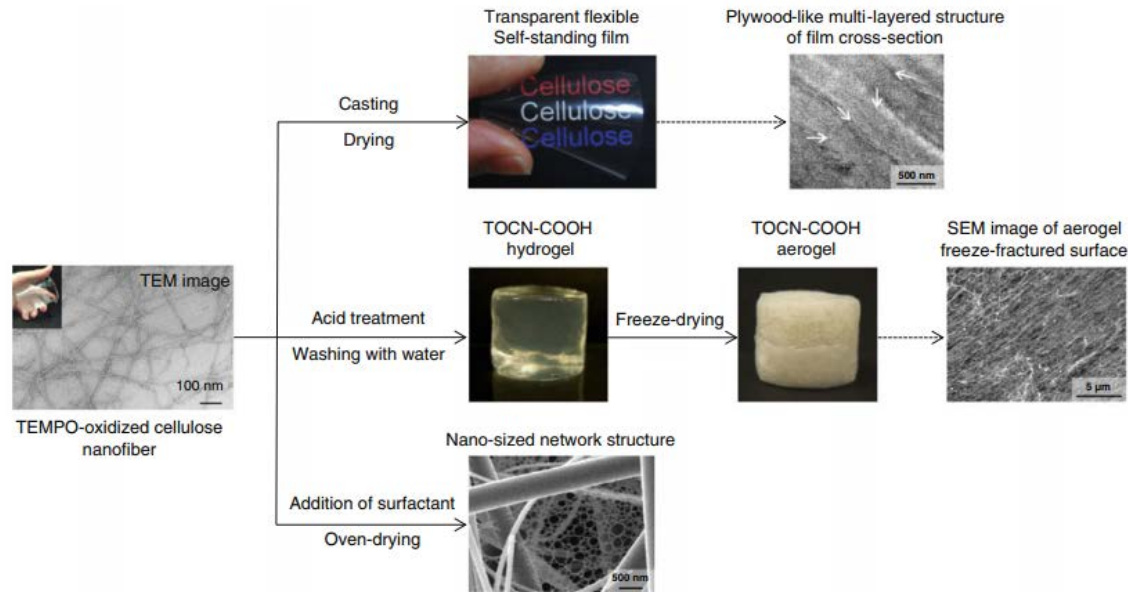 Transparent flexible
Self-standing film
Plywood-like multi-layered structure
of film cross-section
Casting
Drying
Cellulose
Cellulose
Cellulose
500 nm
TOCN-COOH
hydrogel
TOCN-COOH
aerogel
SEM image of aerogel
freeze-fractured surface
TEM image
100 nm
Acid treatment
Washing with water
Freeze-drying
5 μm
TEMPO-oxidized cellulose
nanofiber
Nano-sized network structure
Addition of surfactant
Oven-drying
500 nm